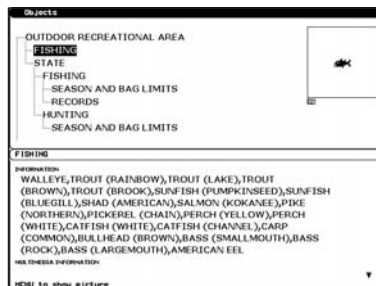 Objects
OUTDOOR RECREATIONAL AREA
FISHING
STATE
FISHING
SEASON AND BAG LIMITS
RECORDS
HUNTING
SEASON AND BAG LIMITS
FISHING
INFORMATION
WALLEYE,TROUT (RAINBOW),TROUT (LAKE),TROUT
(BROWN),TROUT (BROOK),SUNFISH (PUMPKINSEED),SUNFISH
(BLUEGILL),SHAD (AMERICAN),SALMON (KOKANEE),PIKE
(NORTHERN),PICKEREL (CHAIN),PERCH (YELLOW),PERCH
(WHITE),CATFISH (WHITE),CATFISH (CHANNEL),CARP
(COMMON),BULLHEAD (BROWN),BASS (SMALLMOUTH),BASS
(ROCK),BASS (LARGEMOUTH),AMERICAN EEL
MULTIMEDIA INFORMATION
MENU to show picture